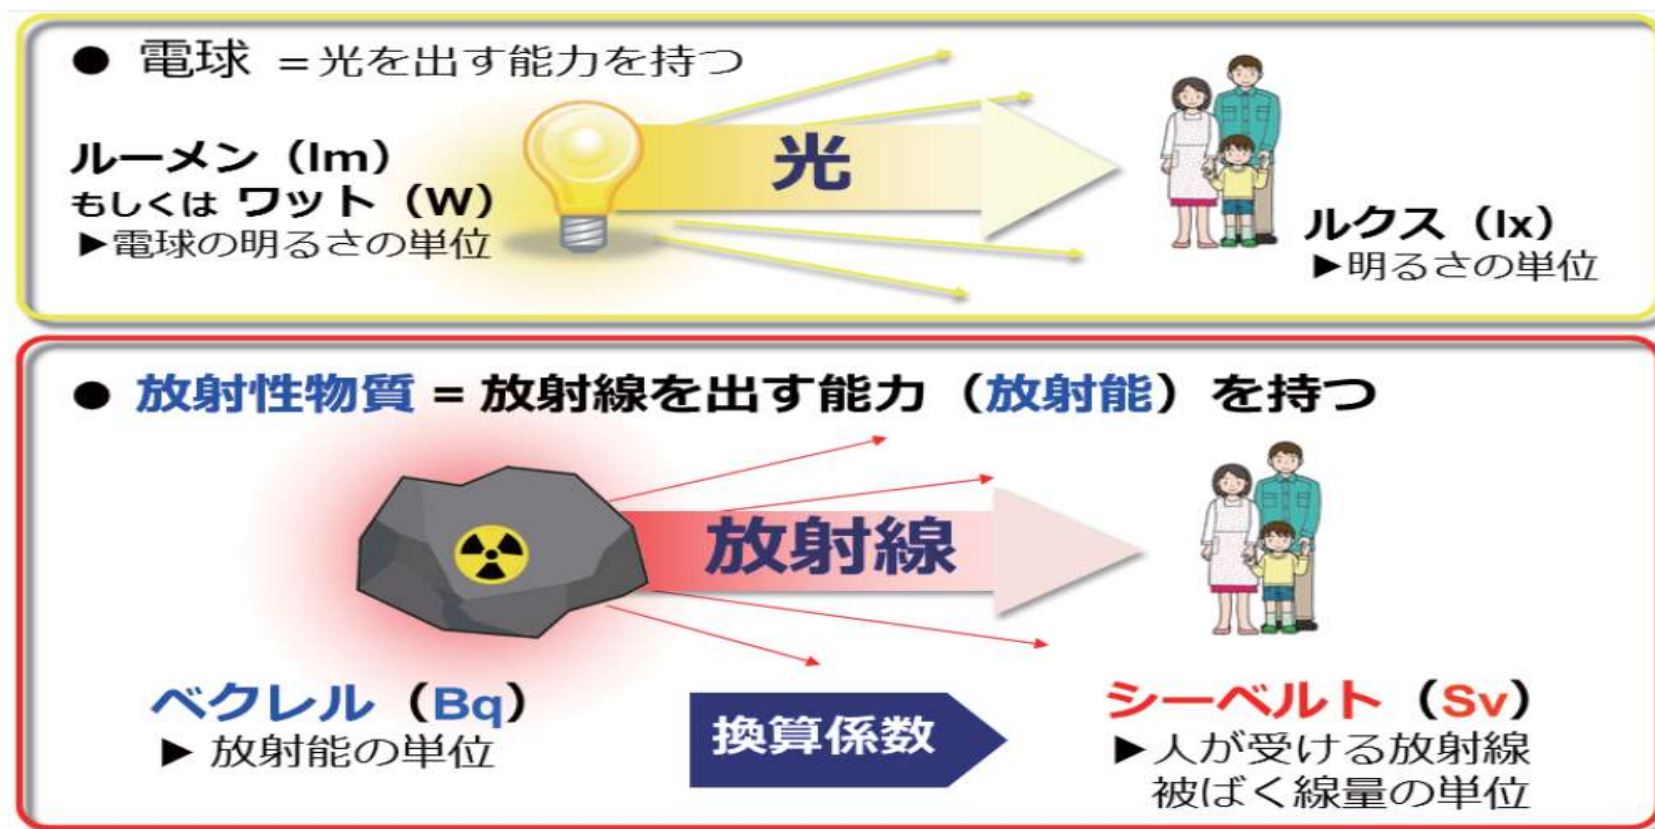 ● 電球 =光を出す能力を持つ
ルーメン（lm）
もしくは ワット（W）
▶電球の明るさの単位
光
ルクス（lx）
▶明るさの単位
● 放射性物質 = 放射線を出す能力（放射能）を持つ
放射線
ベクレル（Bq）
▶ 放射能の単位
換算係数
シーベルト（Sv）
▶人が受ける放射線
被ばく線量の単位